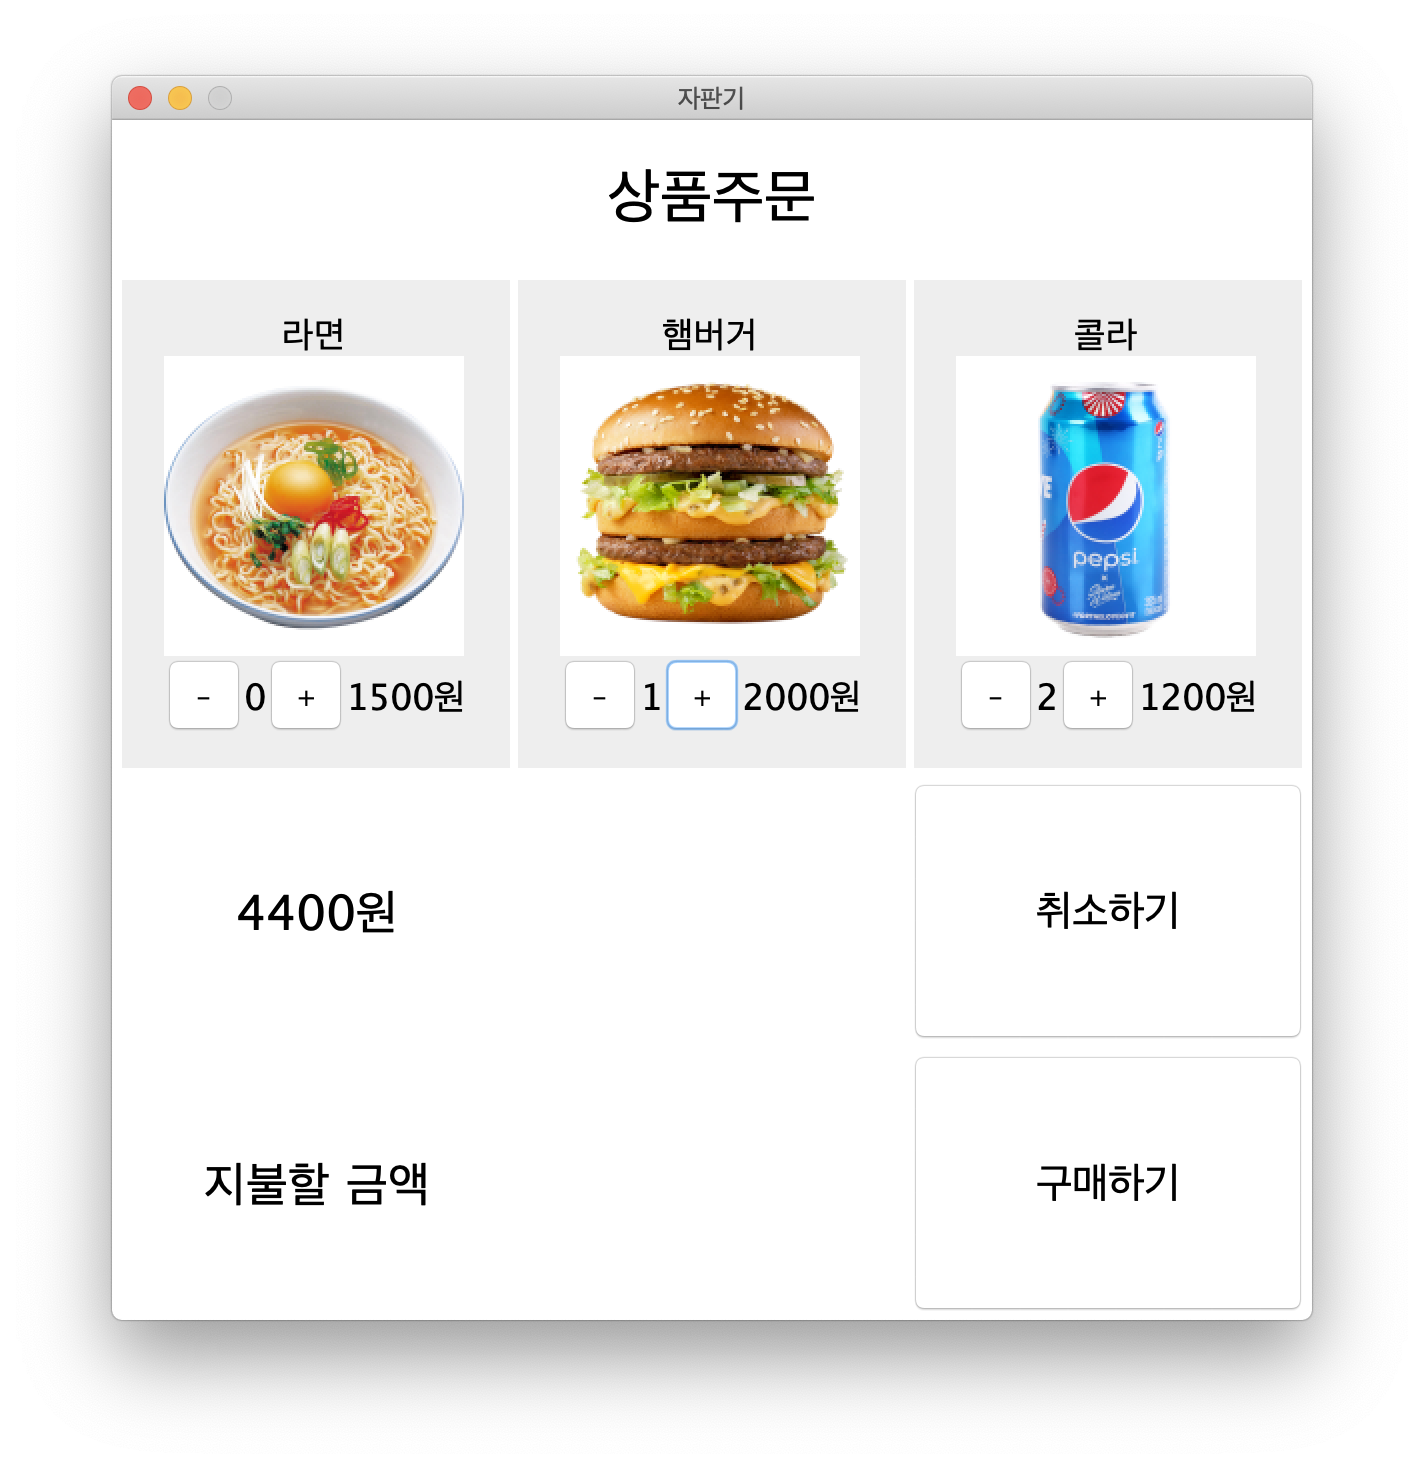 자판기
상품주문
라면
햄버거
콜라
pepsi
- 0 + 1500원
- 1 + 2000원
- 2 + 1200원
4400원
취소하기
지불할 금액
구매하기